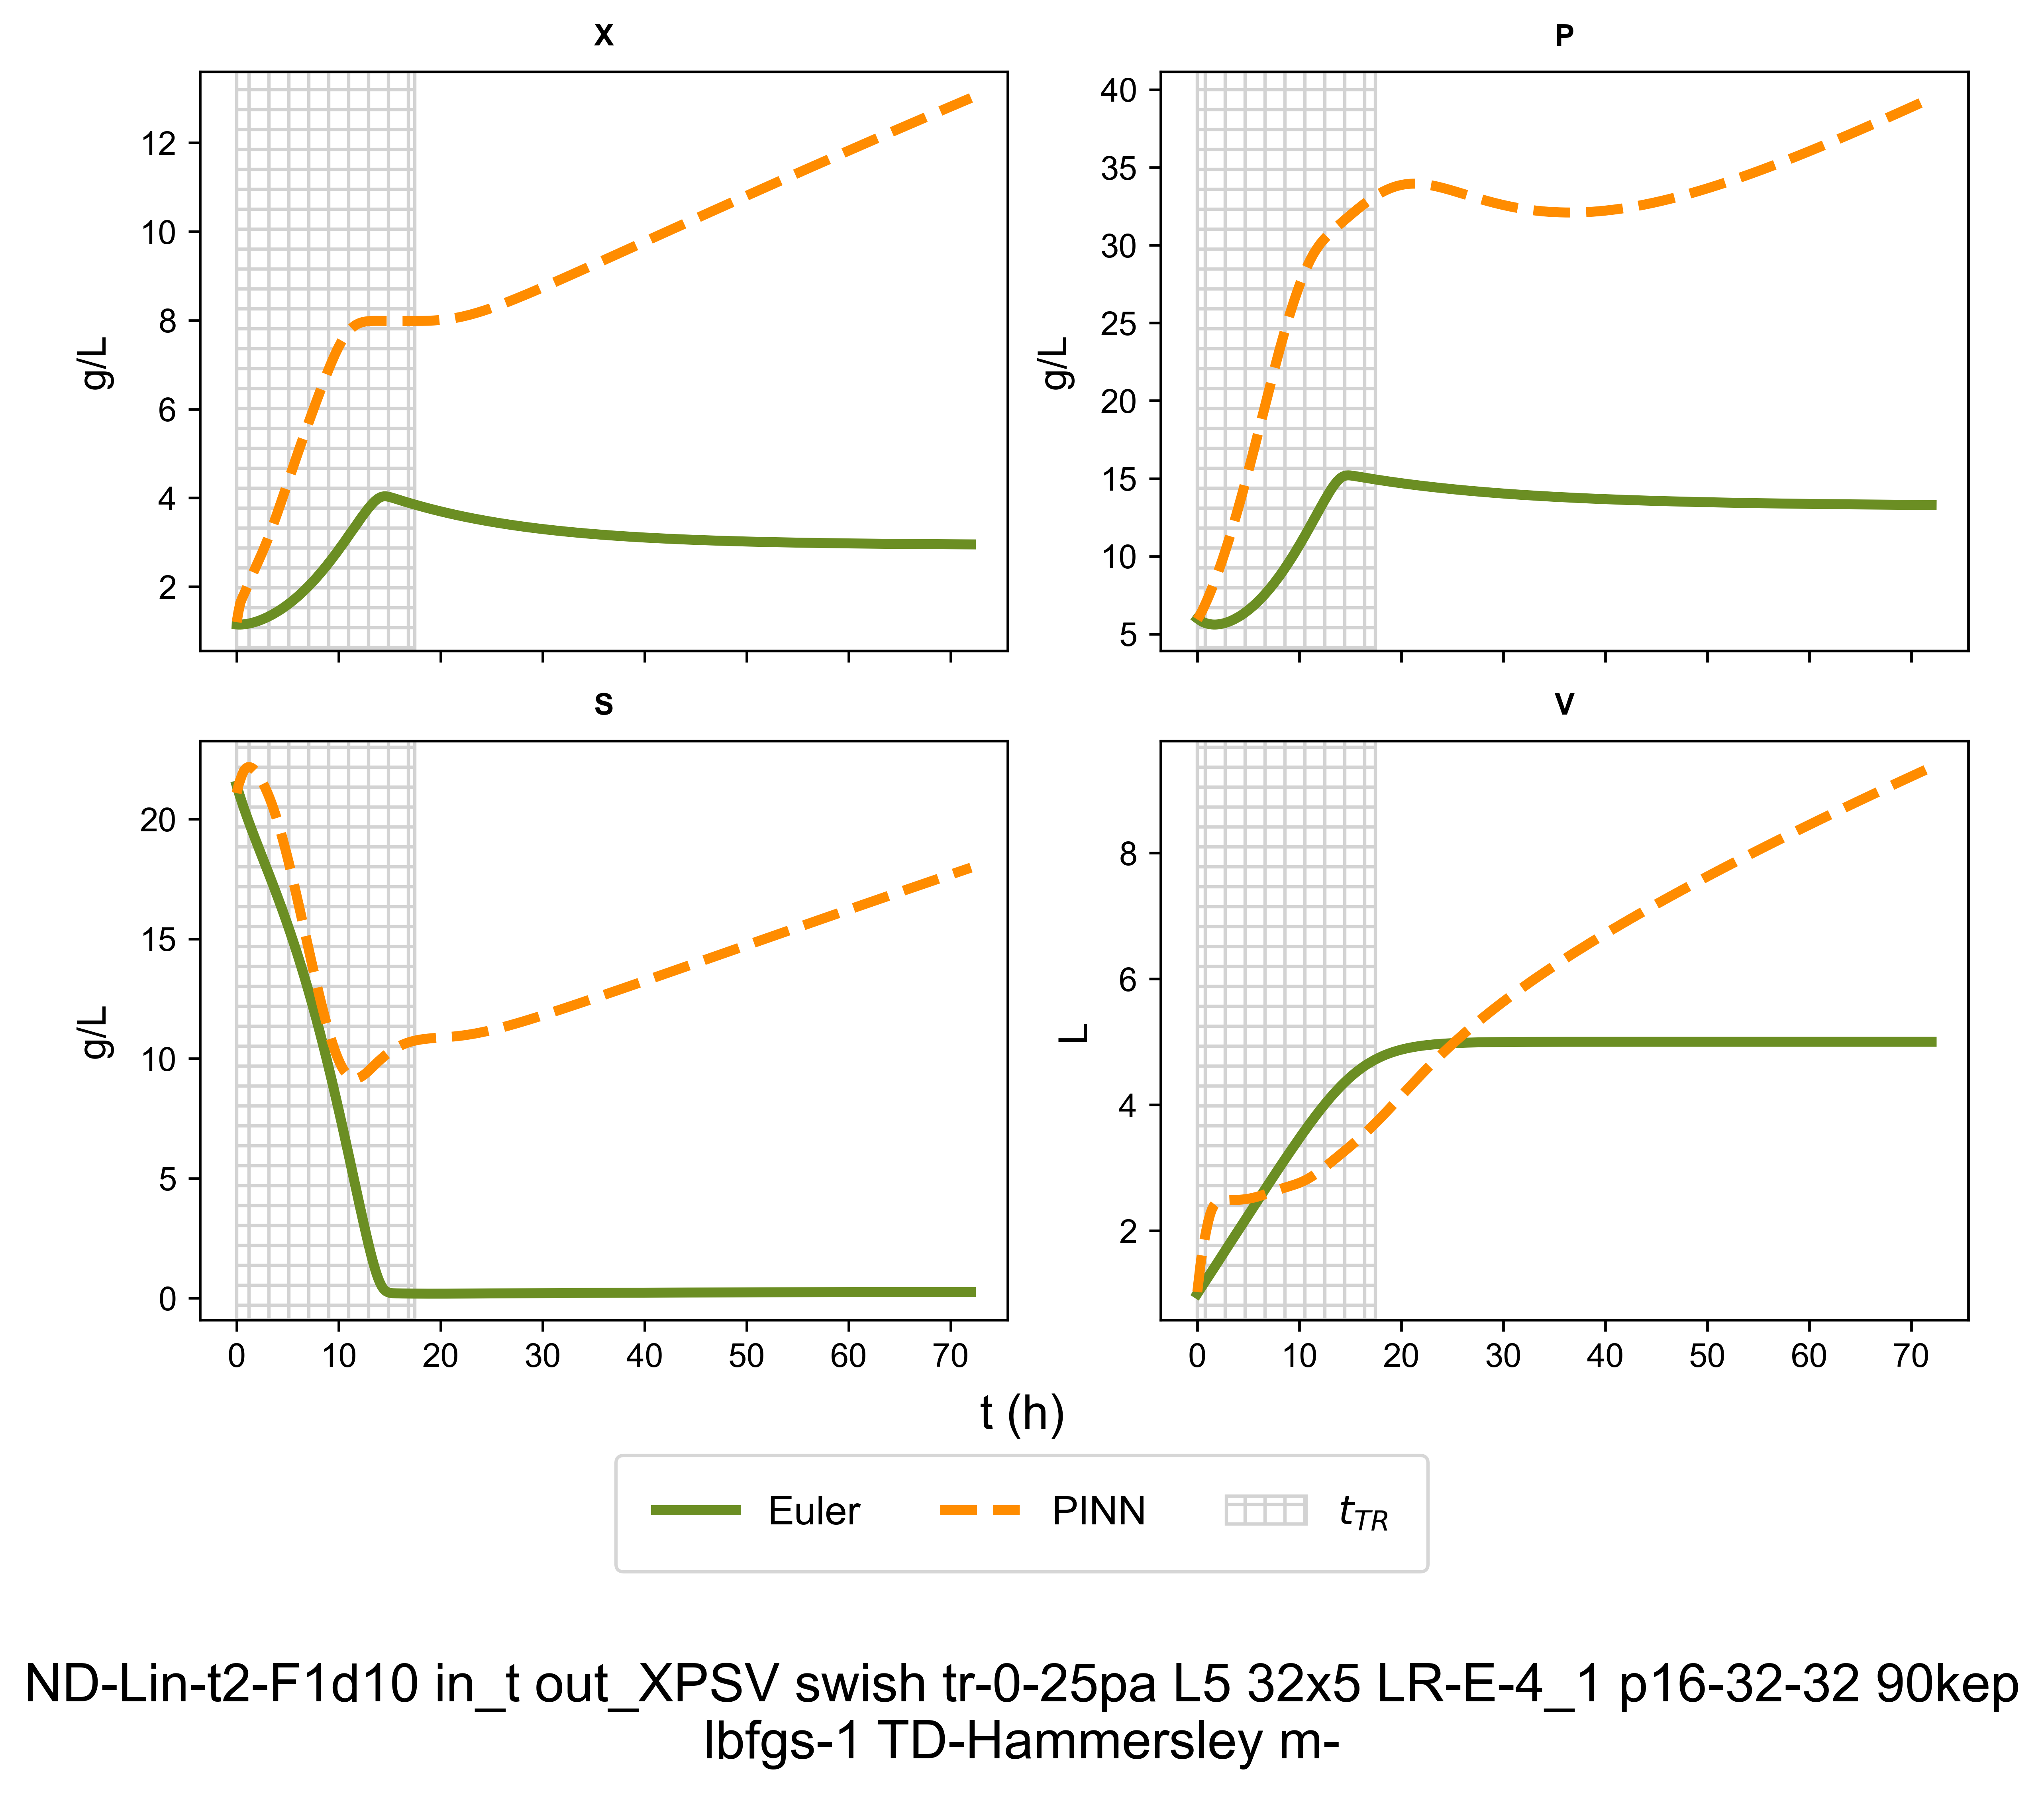 X
P
12
10
8
6
4
2
g/L
40
35
30
25
20
15
10
5
g/L
S
V
20
15
10
5
0
g/L
8
6
4
2
L
0 10 20 30 40 50 60 70
0 10 20 30 40 50 60 70
t (h)
Euler PINN t_TR
ND-Lin-t2-F1d10 in_t out_XPSV swish tr-0-25pa L5 32x5 LR-E-4_1 p16-32-32 90kep
lbfgs-1 TD-Hammersley m-